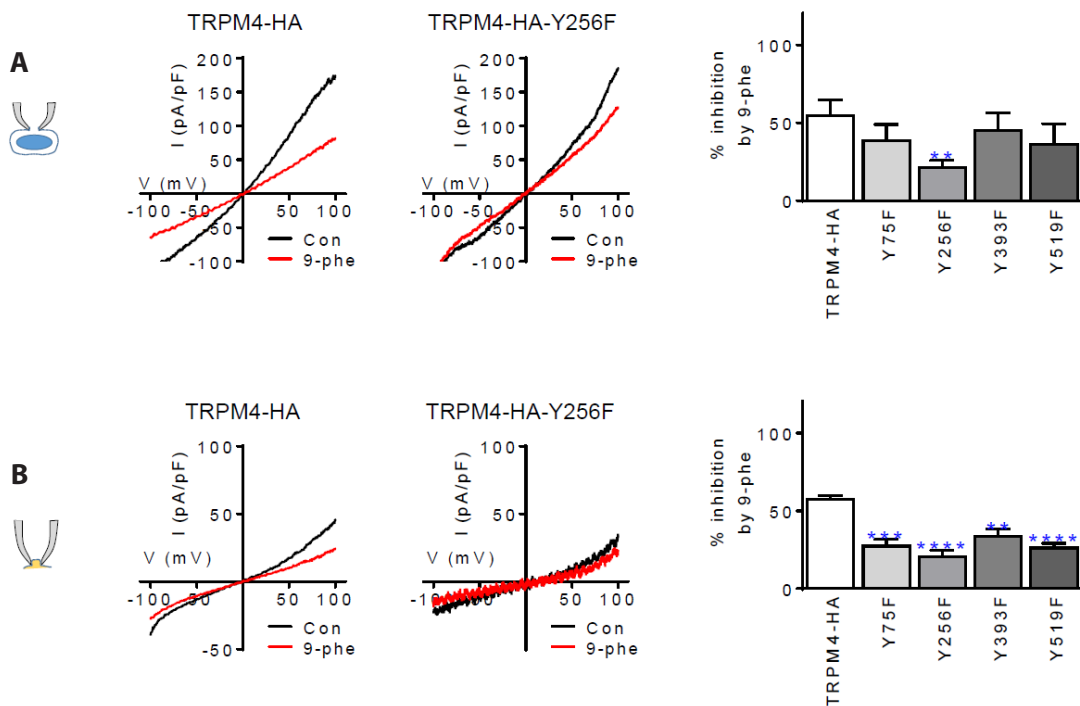 A
TRPM4-HA
I (pA/pF)
200
150
100
50
V (mV)
-100 -50 50 100
-50
-100
Con
9-phe
TRPM4-HA-Y256F
I (pA/pF)
200
150
100
50
V (mV)
-100 -50 50 100
-50
-100
Con
9-phe
% inhibition
by 9-phe
100
50
0
**
TRPM4-HA
Y75F
Y256F
Y393F
Y519F
B
TRPM4-HA
I (pA/pF)
100
50
V (mV)
-100 -50 50 100
-50
Con
9-phe
TRPM4-HA-Y256F
I (pA/pF)
100
50
V (mV)
-100 -50 50 100
Con
9-phe
% inhibition
by 9-phe
100
50
0
***
****
**
****
TRPM4-HA
Y75F
Y256F
Y393F
Y519F